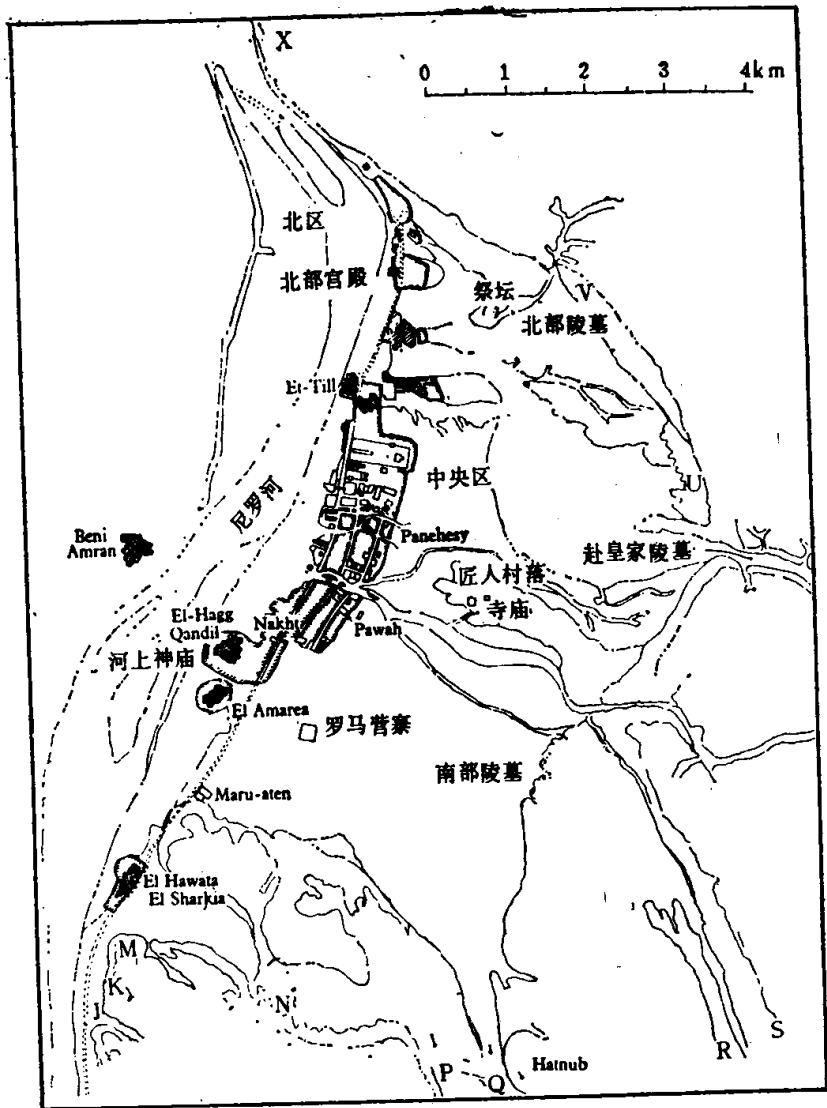 X
0 1 2 3 4km
北区
北部宫殿
祭坛
V
北部陵墓
Et-Till
U
中央区
尼罗河
Beni
Amran
Panehesy
赴皇家陵墓
匠人村落
寺庙
El-Hagg
Qandil
Nakht
Pawah
河上神庙
El Amarea
罗马营寨
南部陵墓
Maru-aten
El Hawata
El Sharkia
M
K
J
N
P
Q
Hatnub
R
S